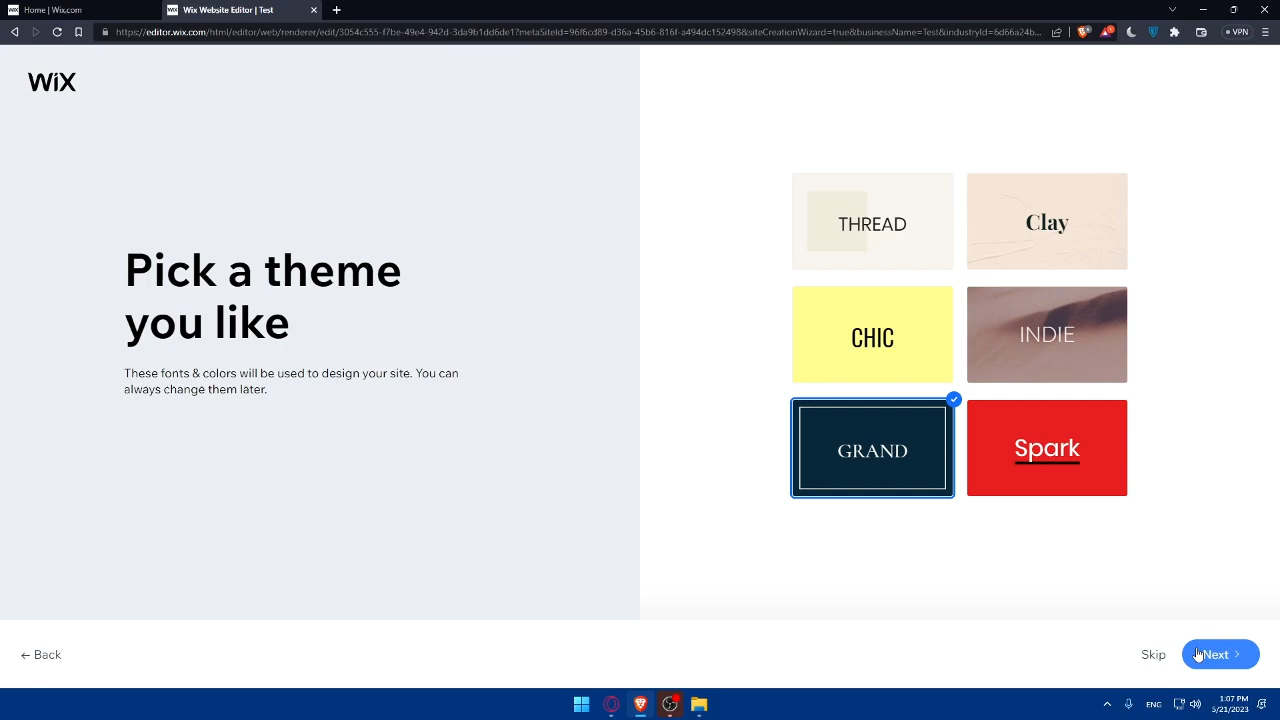 Home | Wix.com
Wix Website Editor | Test
https://editor.wix.com/html/editor/web/renderer/edit/3054c555-f7be-49e4-942d-3da9b1dd6de1?metaSiteId=96f6cd89-d36a-45b6-816f-a494dc152498&siteCreationWizard=true&businessName=Test&industryId=6d66a24b...
VPN
WiX
Pick a theme
you like
These fonts & colors will be used to design your site. You can
always change them later.
THREAD
Clay
CHIC
INDIE
GRAND
Spark
← Back
Skip
Next >
ENG
1:07 PM
5/23/2023